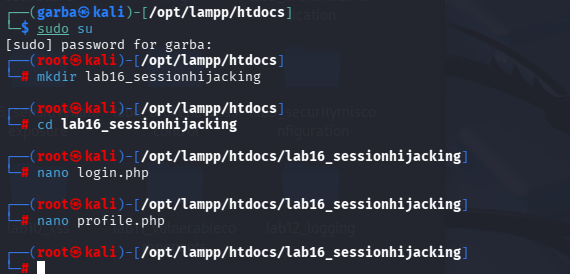 ┌──(garba㉿kali)-[/opt/lampp/htdocs]
└─$ sudo su
[sudo] password for garba:
┌──(root㉿kali)-[/opt/lampp/htdocs]
└─# mkdir lab16_sessionhijacking
┌──(root㉿kali)-[/opt/lampp/htdocs]
└─# cd lab16_sessionhijacking
┌──(root㉿kali)-[/opt/lampp/htdocs/lab16_sessionhijacking]
└─# nano login.php
┌──(root㉿kali)-[/opt/lampp/htdocs/lab16_sessionhijacking]
└─# nano profile.php
┌──(root㉿kali)-[/opt/lampp/htdocs/lab16_sessionhijacking]
└─#